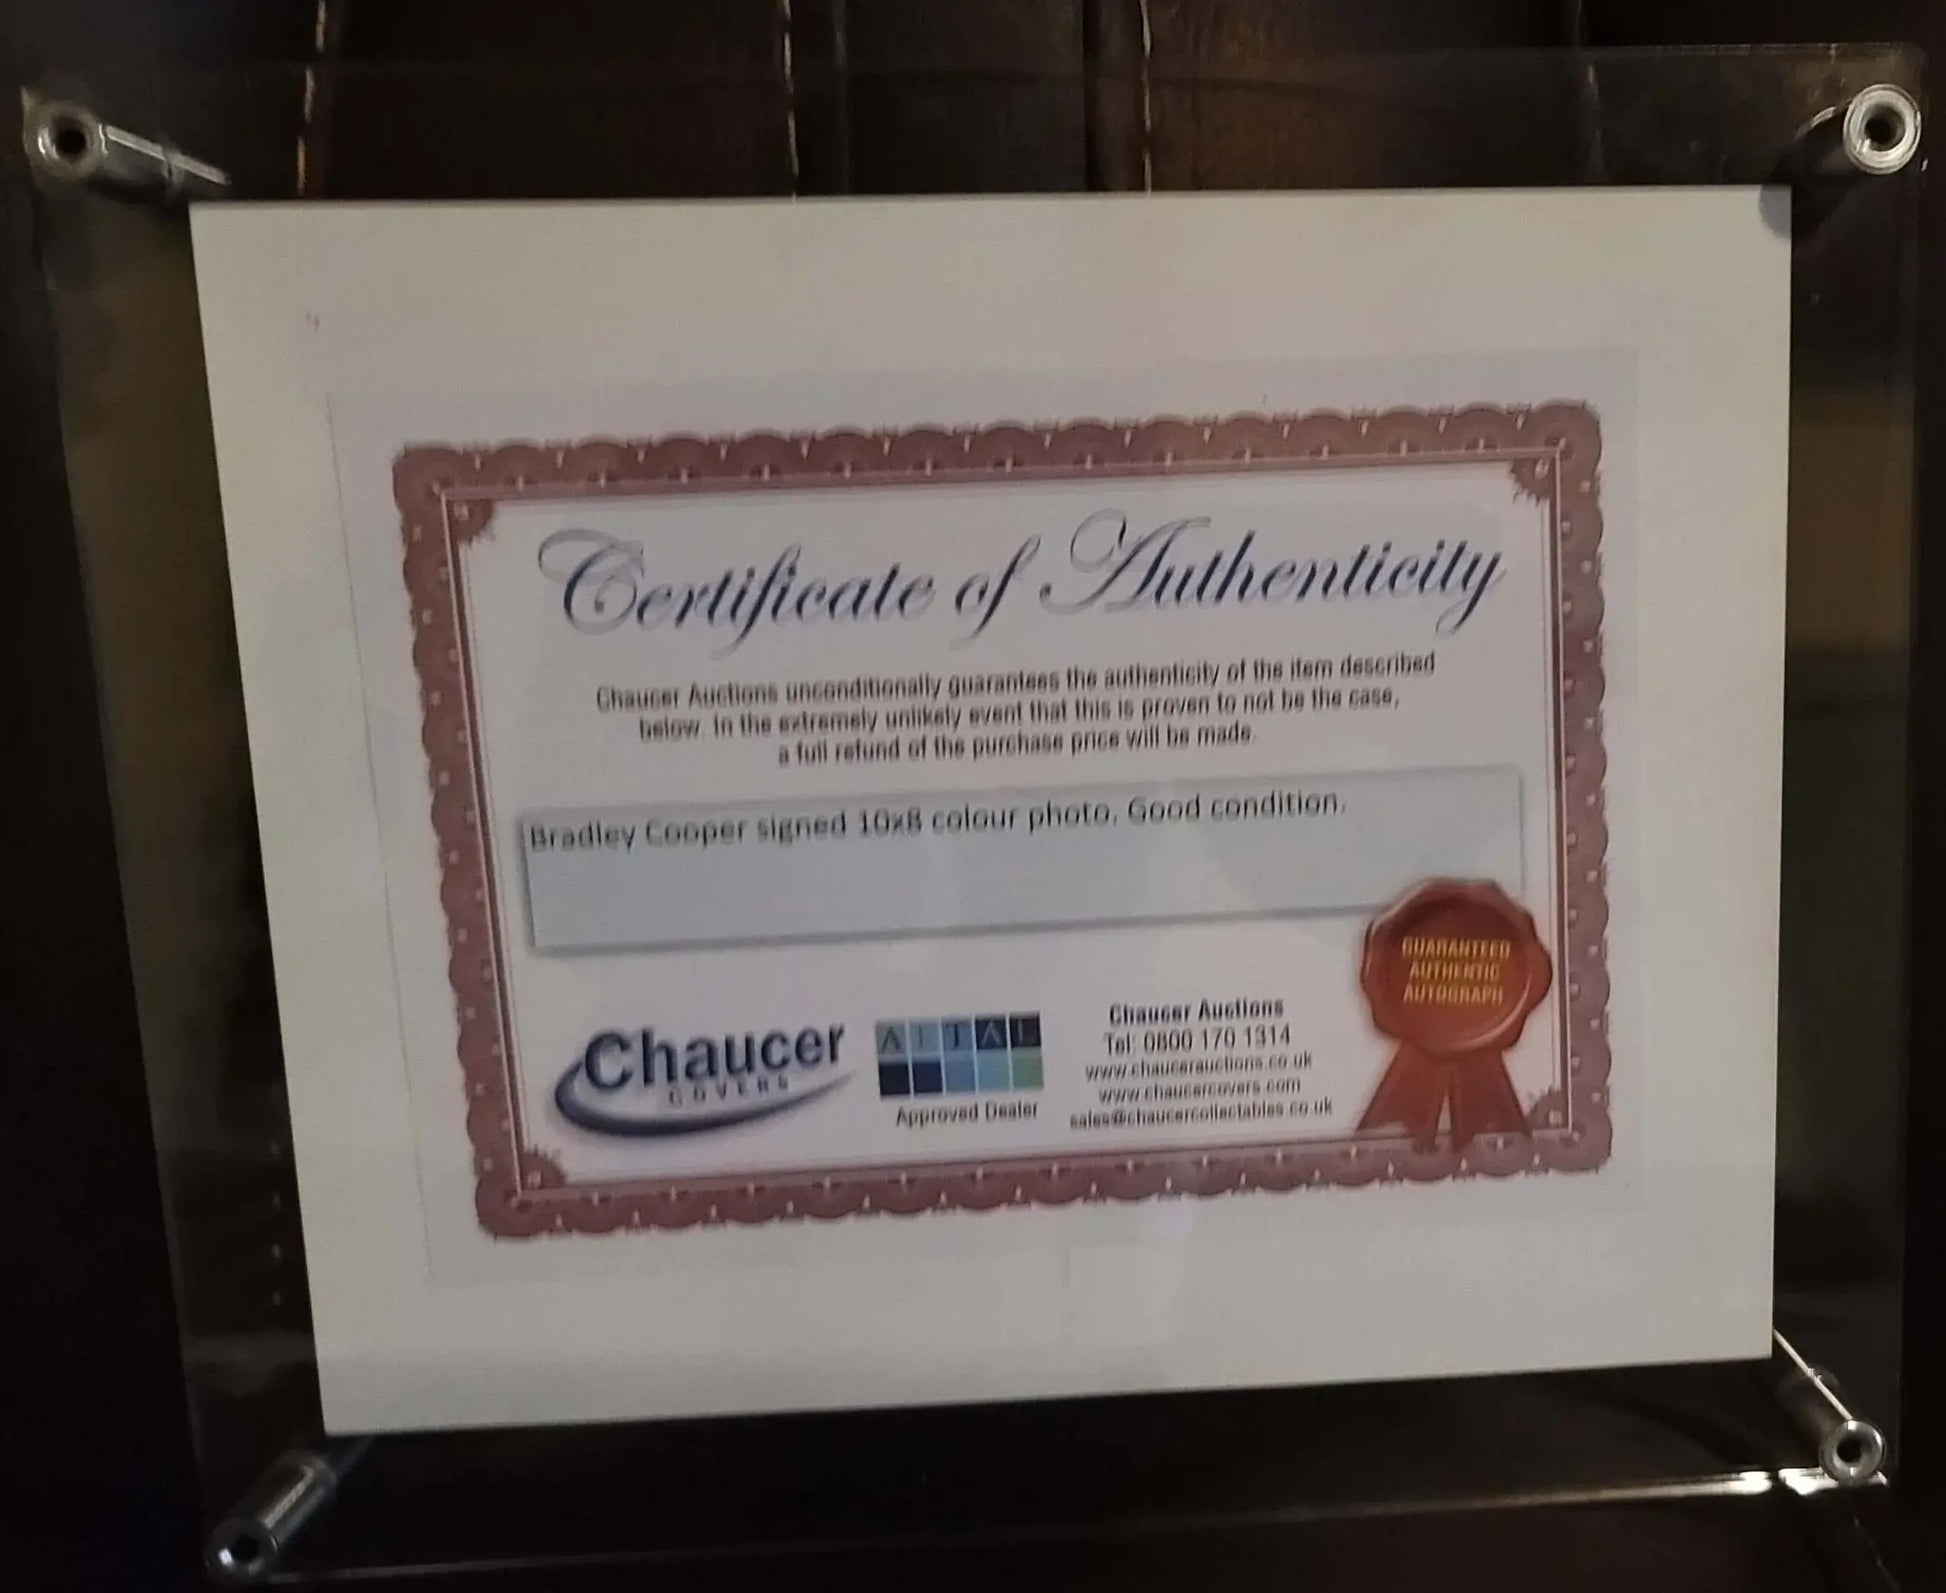 Certificate of Authenticity
Chaucer Auctions unconditionally guarantees the authenticity of the item described
below. In the extremely unlikely event that this is proven to not be the case,
a full refund of the purchase price will be made.
Bradley Cooper signed 10x8 colour photo. Good condition.
GUARANTEED
AUTHENTIC
AUTOGRAPH
Chaucer
COVERS
AFTAL
Approved Dealer
Chaucer Auctions
Tel: 0800 170 1314
www.chaucerauctions.co.uk
www.chaucercovers.com
sales@chaucercollectables.co.uk